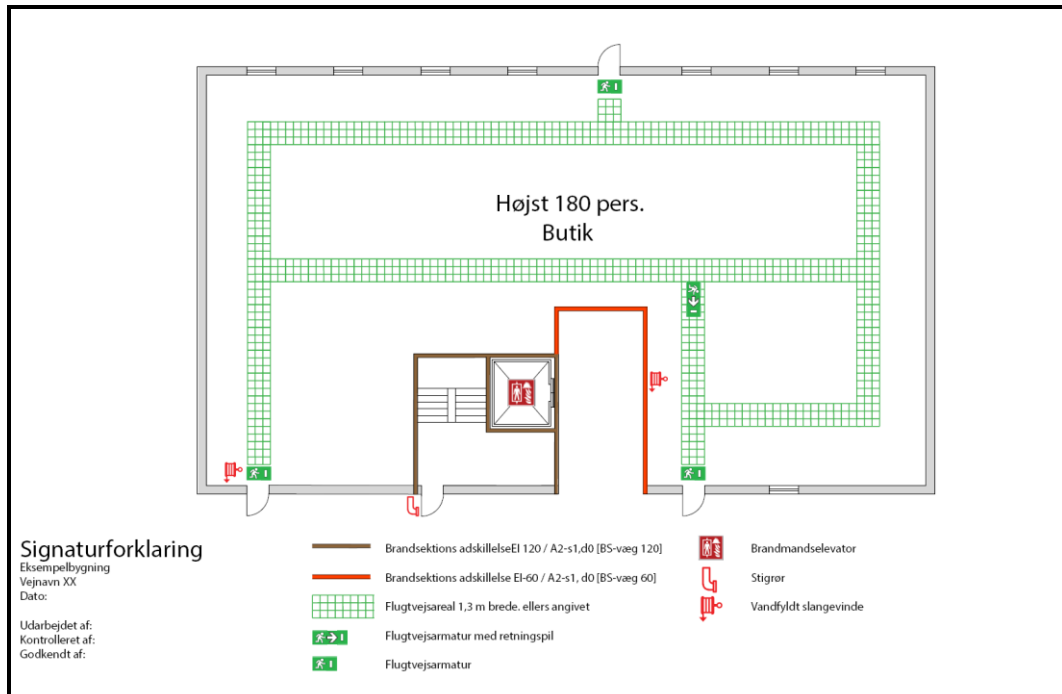 Højst 180 pers.
Butik
Signaturforklaring
Eksempelbygning
Vejnavn XX
Dato:
Udarbejdet af:
Kontrolleret af:
Godkendt af:
Brandsektions adskillelseEI 120 / A2-s1,d0 [BS-væg 120]
Brandsektions adskillelse EI-60 / A2-s1, d0 [BS-væg 60]
Flugtvejsareal 1,3 m brede. ellers angivet
Flugtvejsarmatur med retningspil
Flugtvejsarmatur
Brandmandselevator
Stigrør
Vandfyldt slangevinde